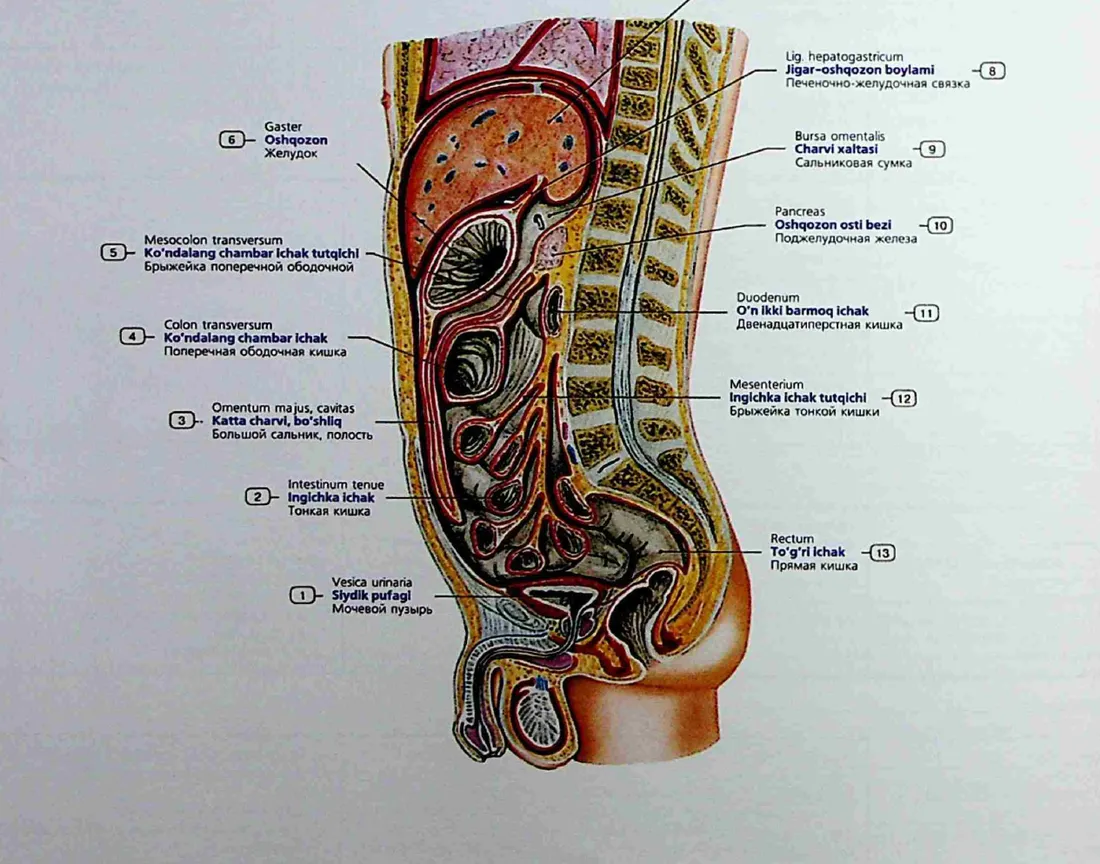 Lig. hepatogastricum
Jigar-oshqozon boylami
8
Печеночно-желудочная связка
Gaster
6
Oshqozon
Желудок
Bursa omentalis
Charvi xaltasi
9
Сальниковая сумка
Pancreas
Oshqozon osti bezi
10
Поджелудочная железа
Mesocolon transversum
5
Ko'ndalang chambar ichak tutqichi
Брыжейка поперечной ободочной
Duodenum
O'n ikki barmoq ichak
11
Двенадцатиперстная кишка
Colon transversum
4
Ko'ndalang chambar ichak
Поперечная ободочная кишка
Mesenterium
Ingichka ichak tutqichi
12
Брыжейка тонкой кишки
Omentum majus, cavitas
3
Katta charvi, bo'shliq
Большой сальник, полость
Intestinum tenue
2
Ingichka ichak
Тонкая кишка
Rectum
To'g'ri ichak
13
Прямая кишка
Vesica urinaria
1
Siydik pufagi
Мочевой пузырь